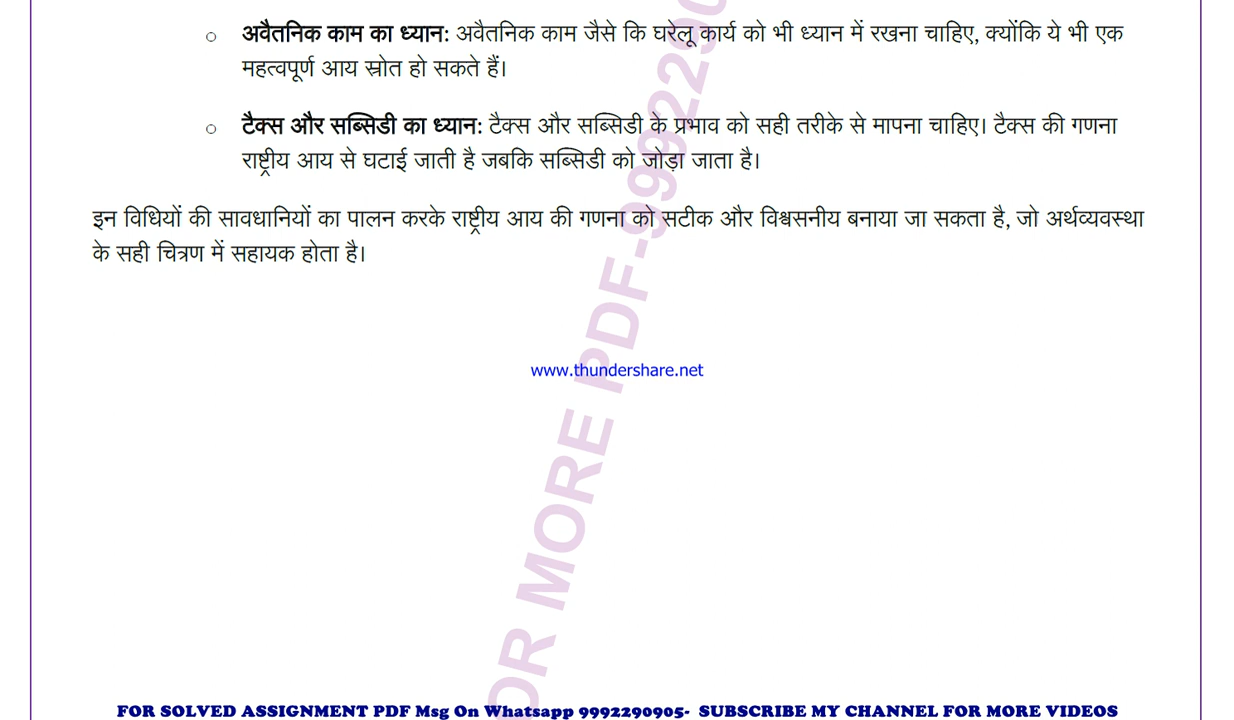 ○ अवैतनिक काम का ध्यान: अवैतनिक काम जैसे कि घरेलू कार्य को भी ध्यान में रखना चाहिए, क्योंकि ये भी एक
महत्वपूर्ण आय स्रोत हो सकते हैं।
○ टैक्स और सब्सिडी का ध्यान: टैक्स और सब्सिडी के प्रभाव को सही तरीके से मापना चाहिए। टैक्स की गणना
राष्ट्रीय आय से घटाई जाती है जबकि सब्सिडी को जोड़ा जाता है।
इन विधियों की सावधानियों का पालन करके राष्ट्रीय आय की गणना को सटीक और विश्वसनीय बनाया जा सकता है, जो अर्थव्यवस्था
के सही चित्रण में सहायक होता है।
www.thundershare.net
OR MORE PDF-9992290
FOR SOLVED ASSIGNMENT PDF Msg On Whatsapp 9992290905- SUBSCRIBE MY CHANNEL FOR MORE VIDEOS